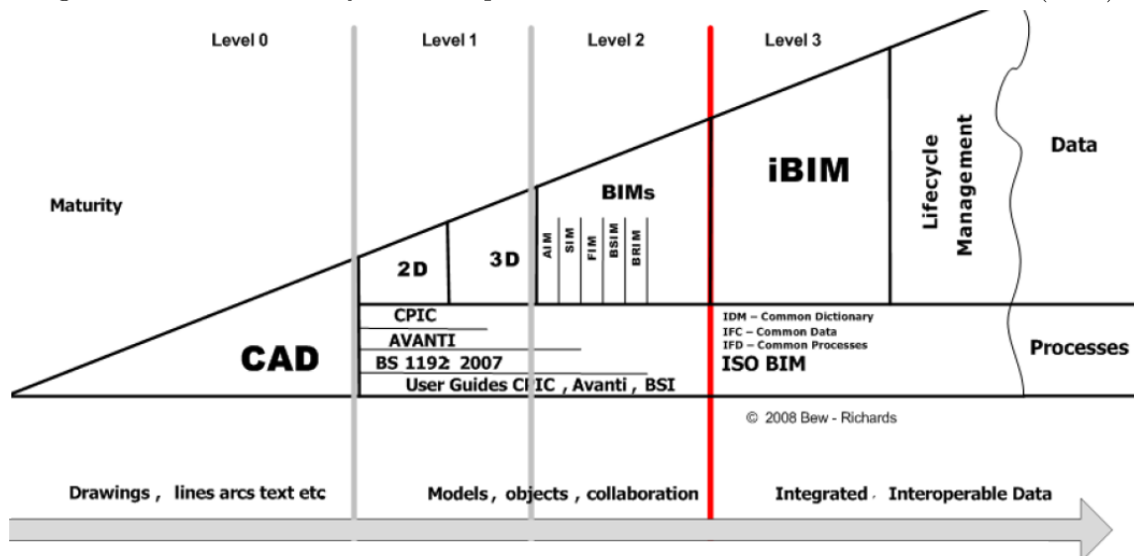 Level 0
Level 1
Level 2
Level 3
Maturity
2D
3D
BIMs
AIM
SIM
FIM
BSIM
BRIM
iBIM
Lifecycle
Management
Data
CAD
CPIC
AVANTI
BS 1192: 2007
User Guides CPIC , Avanti , BSI
IDM – Common Dictionary
IFC – Common Data
IFD – Common Processes
ISO BIM
Processes
© 2008 Bew - Richards
Drawings , lines arcs text etc
Models , objects , collaboration
Integrated , Interoperable Data